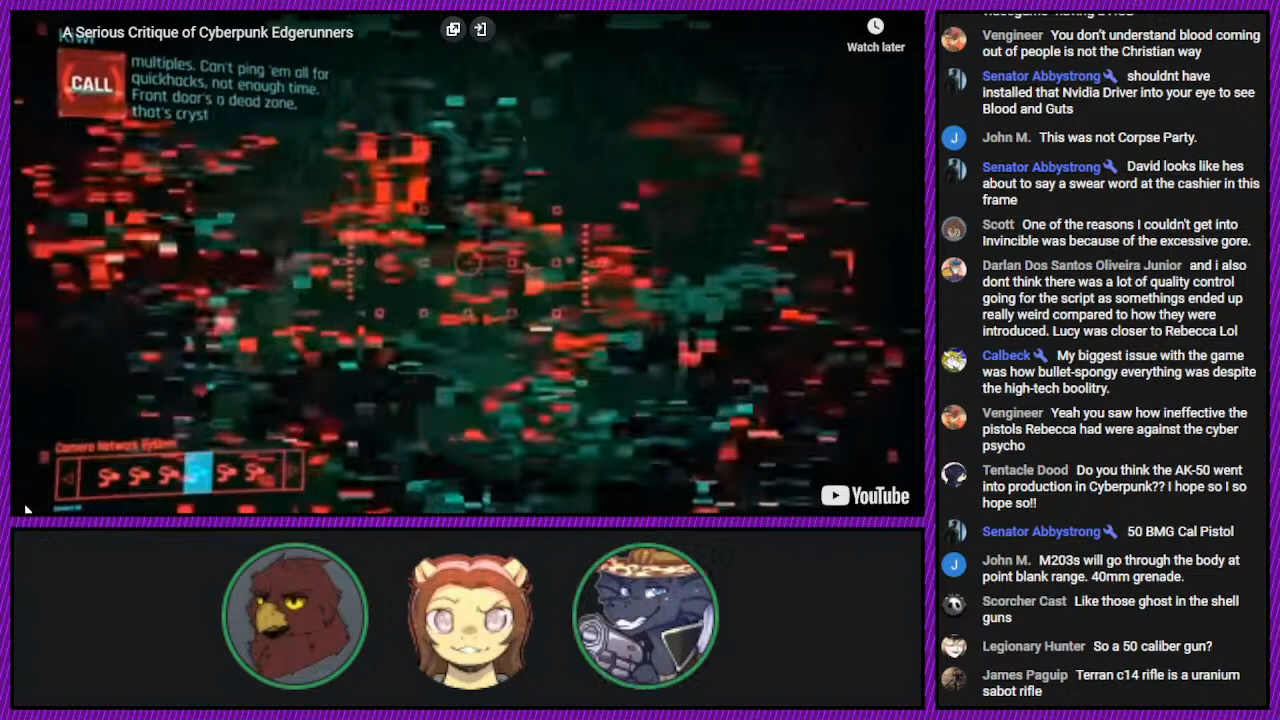 A Serious Critique of Cyberpunk Edgerunners
Watch later
CALL
multiples. Can't ping 'em all for
quickhacks, not enough time.
Front door's a dead zone,
that's cryst
Camera Network System
YouTube
Vengineer You don't understand blood coming
out of people is not the Christian way
Senator Abbystrong shouldnt have
installed that Nvidia Driver into your eye to see
Blood and Guts
J John M. This was not Corpse Party.
Senator Abbystrong David looks like hes
about to say a swear word at the cashier in this
frame
Scott One of the reasons I couldn't get into
Invincible was because of the excessive gore.
Darlan Dos Santos Oliveira Junior and i also
dont think there was a lot of quality control
going for the script as somethings ended up
really weird compared to how they were
introduced. Lucy was closer to Rebecca Lol
Calbeck My biggest issue with the game
was how bullet-spongy everything was despite
the high-tech boolitry.
Vengineer Yeah you saw how ineffective the
pistols Rebecca had were against the cyber
psycho
Tentacle Dood Do you think the AK-50 went
into production in Cyberpunk?? I hope so I so
hope so!!
Senator Abbystrong 50 BMG Cal Pistol
J John M. M203s will go through the body at
point blank range. 40mm grenade.
Scorcher Cast Like those ghost in the shell
guns
Legionary Hunter So a 50 caliber gun?
James Paguip Terran c14 rifle is a uranium
sabot rifle